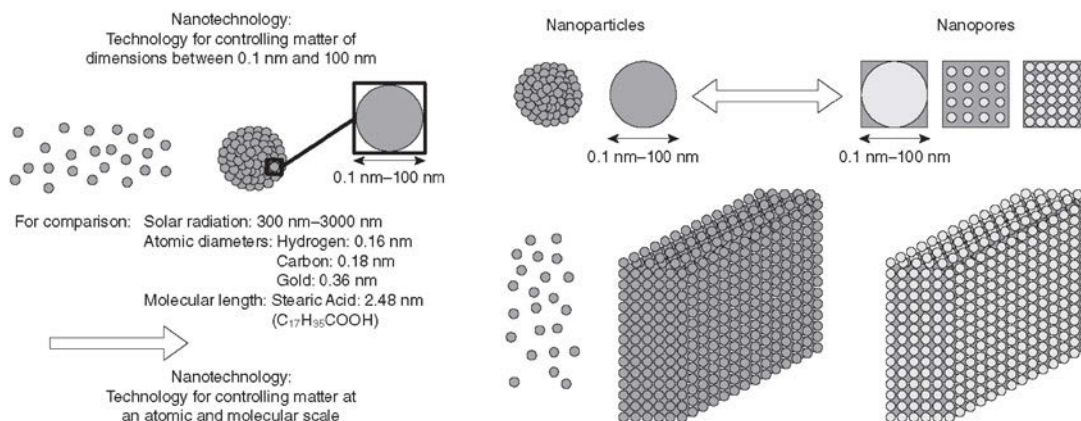 Nanotechnology:
Technology for controlling matter of
dimensions between 0.1 nm and 100 nm
0.1 nm–100 nm
For comparison: Solar radiation: 300 nm–3000 nm
Atomic diameters: Hydrogen: 0.16 nm
Carbon: 0.18 nm
Gold: 0.36 nm
Molecular length: Stearic Acid: 2.48 nm
(C₁₇H₃₅COOH)
Nanotechnology:
Technology for controlling matter at
an atomic and molecular scale
Nanoparticles
Nanopores
0.1 nm–100 nm
0.1 nm–100 nm